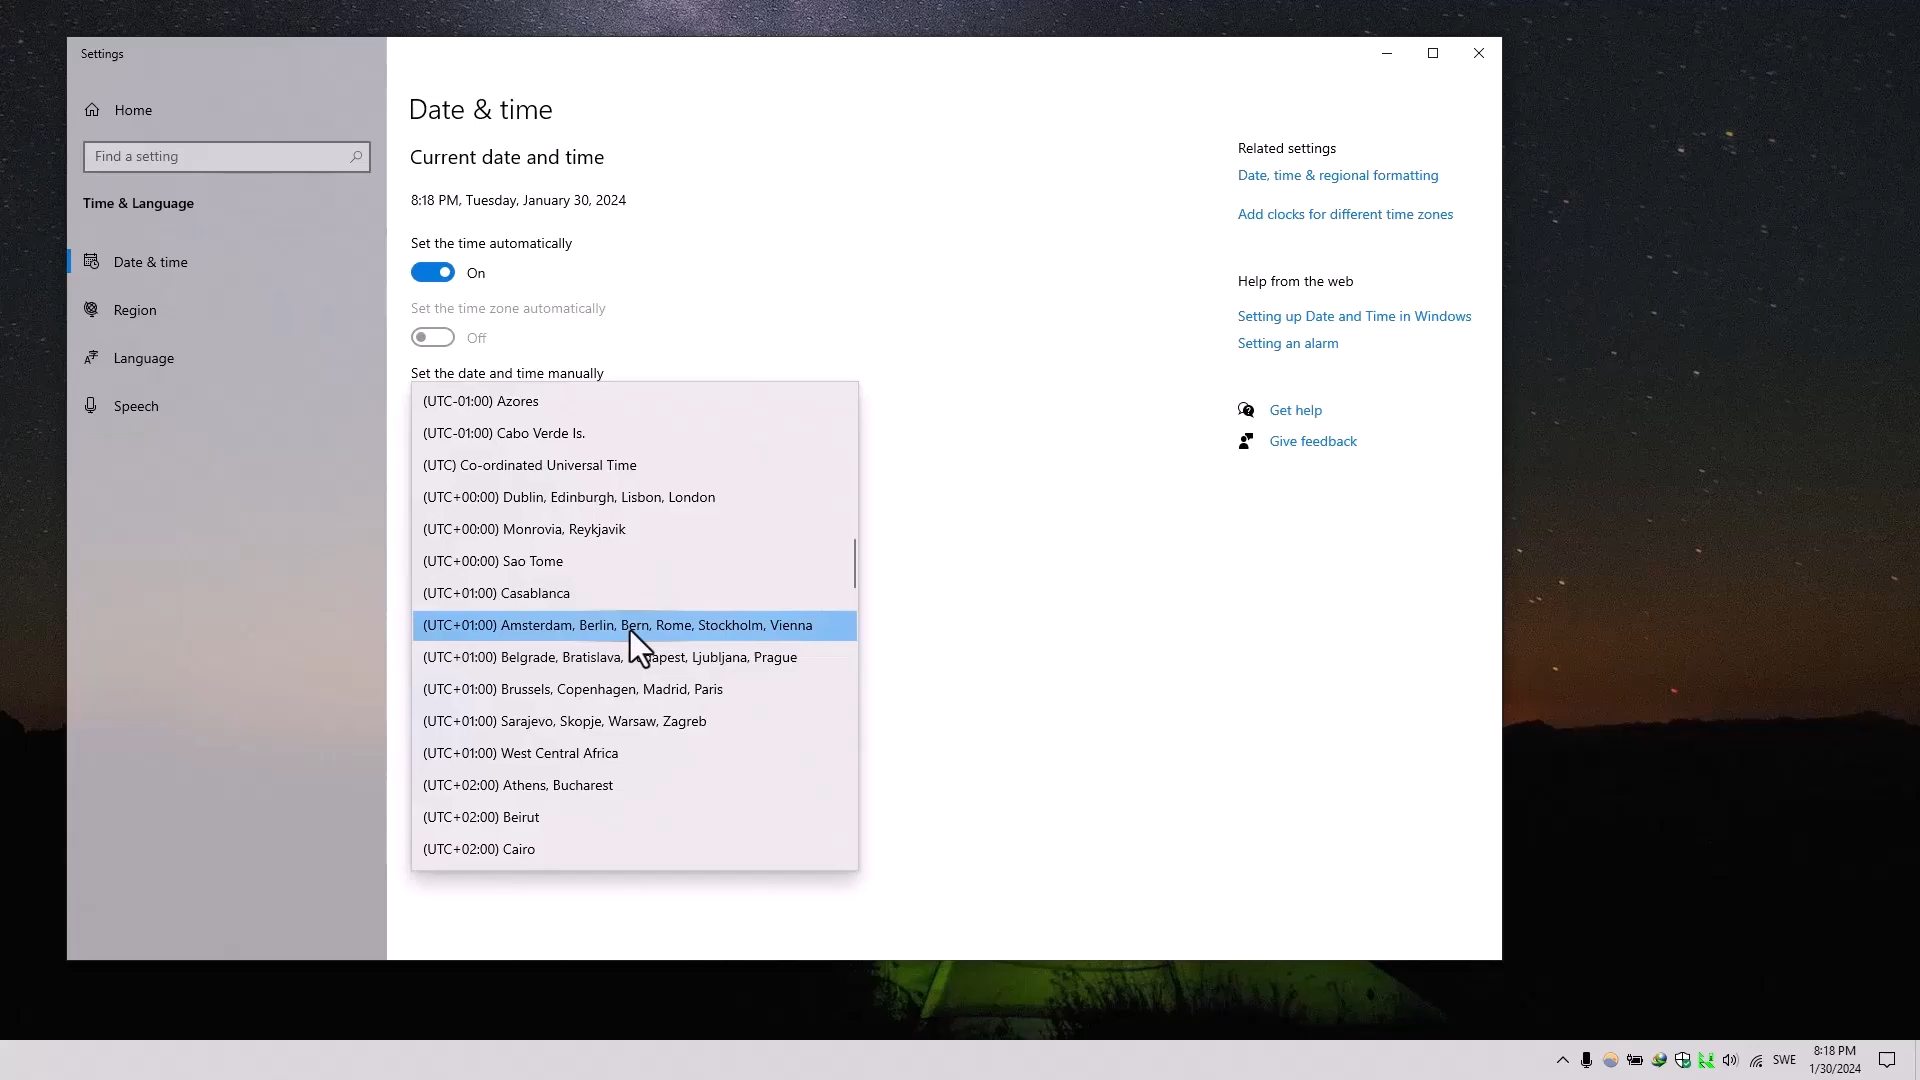 Settings
Home
Find a setting
Time & Language
Date & time
Region
Language
Speech
Date & time
Current date and time
8:18 PM, Tuesday, January 30, 2024
Set the time automatically
On
Set the time zone automatically
Off
Set the date and time manually
(UTC-01:00) Azores
(UTC-01:00) Cabo Verde Is.
(UTC) Co-ordinated Universal Time
(UTC+00:00) Dublin, Edinburgh, Lisbon, London
(UTC+00:00) Monrovia, Reykjavik
(UTC+00:00) Sao Tome
(UTC+01:00) Casablanca
(UTC+01:00) Amsterdam, Berlin, Bern, Rome, Stockholm, Vienna
(UTC+01:00) Belgrade, Bratislava, Ljubljana, Prague
(UTC+01:00) Brussels, Copenhagen, Madrid, Paris
(UTC+01:00) Sarajevo, Skopje, Warsaw, Zagreb
(UTC+01:00) West Central Africa
(UTC+02:00) Athens, Bucharest
(UTC+02:00) Beirut
(UTC+02:00) Cairo
Related settings
Date, time & regional formatting
Add clocks for different time zones
Help from the web
Setting up Date and Time in Windows
Setting an alarm
Get help
Give feedback
SWE
8:18 PM
1/30/2024